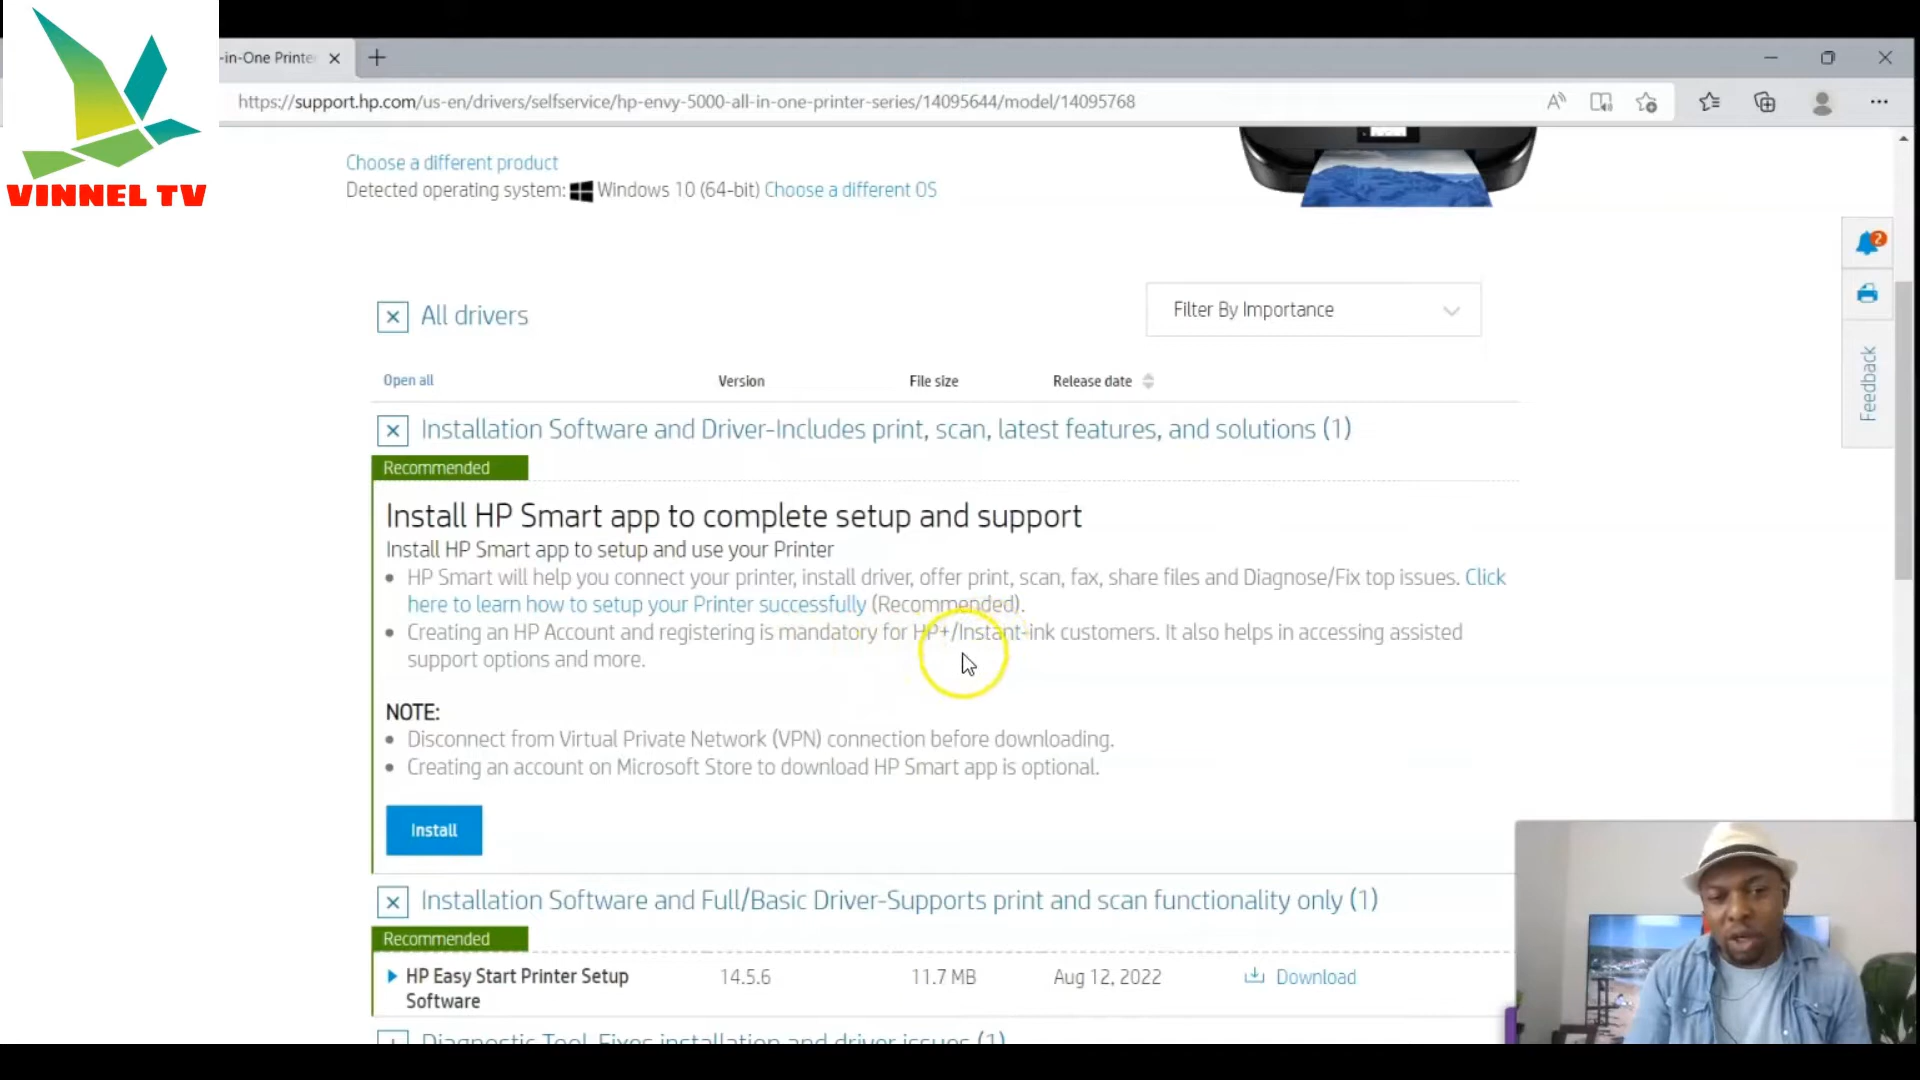 VINNEL TV
-in-One Printer
https://support.hp.com/us-en/drivers/selfservice/hp-envy-5000-all-in-one-printer-series/14095644/model/14095768
Choose a different product
Detected operating system: Windows 10 (64-bit) Choose a different OS
2
Feedback
All drivers
Filter By Importance
Open all Version File size Release date
Installation Software and Driver-Includes print, scan, latest features, and solutions (1)
Recommended
Install HP Smart app to complete setup and support
Install HP Smart app to setup and use your Printer
• HP Smart will help you connect your printer, install driver, offer print, scan, fax, share files and Diagnose/Fix top issues. Click
here to learn how to setup your Printer successfully (Recommended).
• Creating an HP Account and registering is mandatory for HP+/Instant-ink customers. It also helps in accessing assisted
support options and more.
NOTE:
• Disconnect from Virtual Private Network (VPN) connection before downloading.
• Creating an account on Microsoft Store to download HP Smart app is optional.
Install
Installation Software and Full/Basic Driver-Supports print and scan functionality only (1)
Recommended
HP Easy Start Printer Setup 14.5.6 11.7 MB Aug 12, 2022 Download
Software
Diagnostic Tool-Fixes installation and driver issues (1)